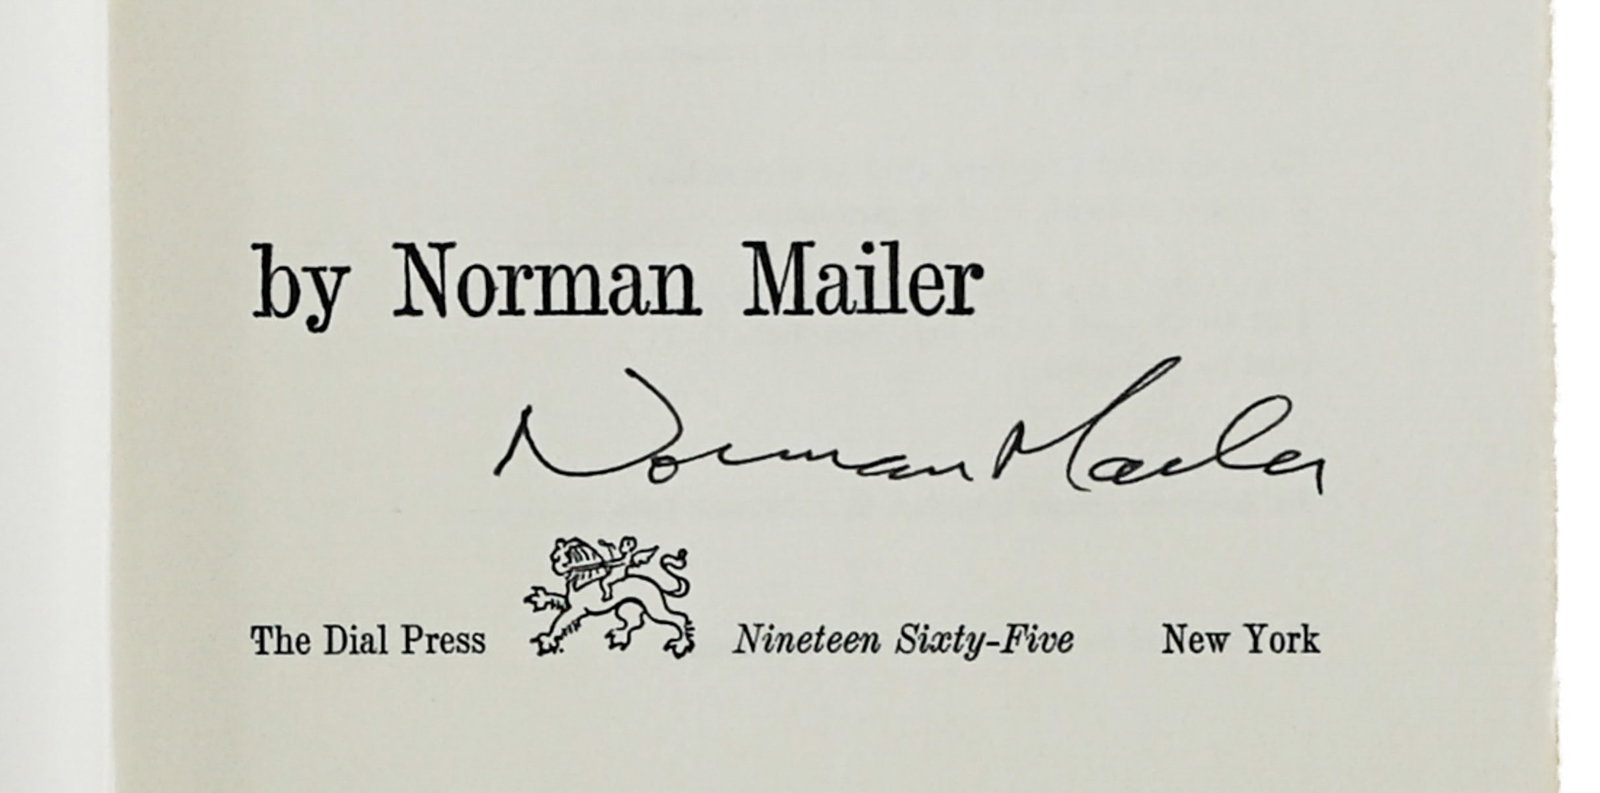 by Norman Mailer
Norman Mailer
The Dial Press Nineteen Sixty-Five New York